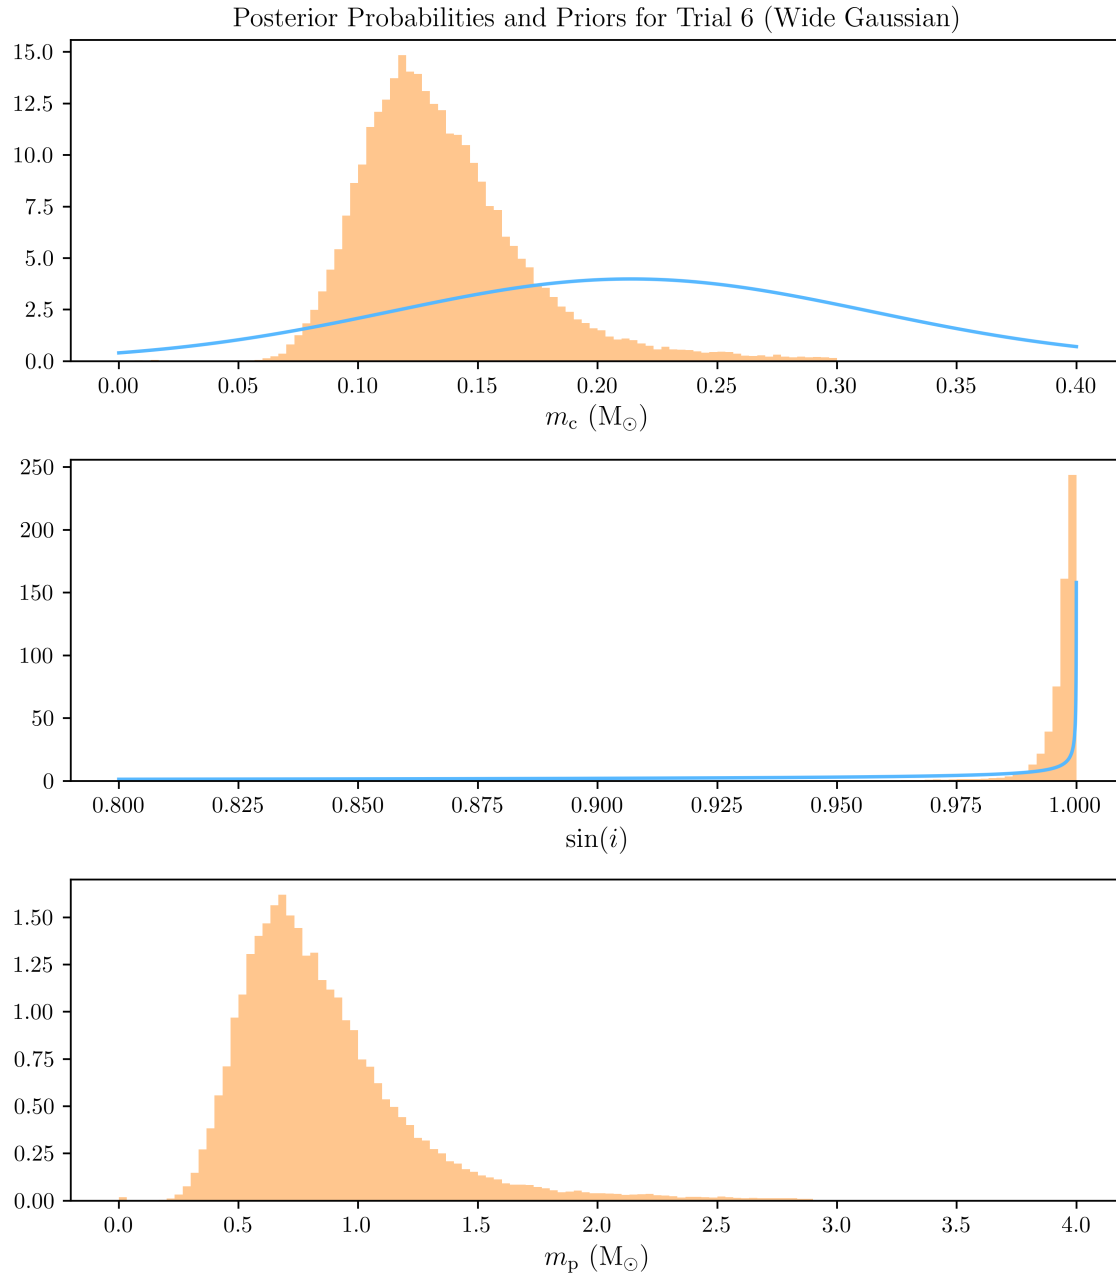 Posterior Probabilities and Priors for Trial 6 (Wide Gaussian)
15.0
12.5
10.0
7.5
5.0
2.5
0.0
0.00 0.05 0.10 0.15 0.20 0.25 0.30 0.35 0.40
m_c (M_⊙)
250
200
150
100
50
0
0.800 0.825 0.850 0.875 0.900 0.925 0.950 0.975 1.000
sin(i)
1.50
1.25
1.00
0.75
0.50
0.25
0.00
0.0 0.5 1.0 1.5 2.0 2.5 3.0 3.5 4.0
m_p (M_⊙)